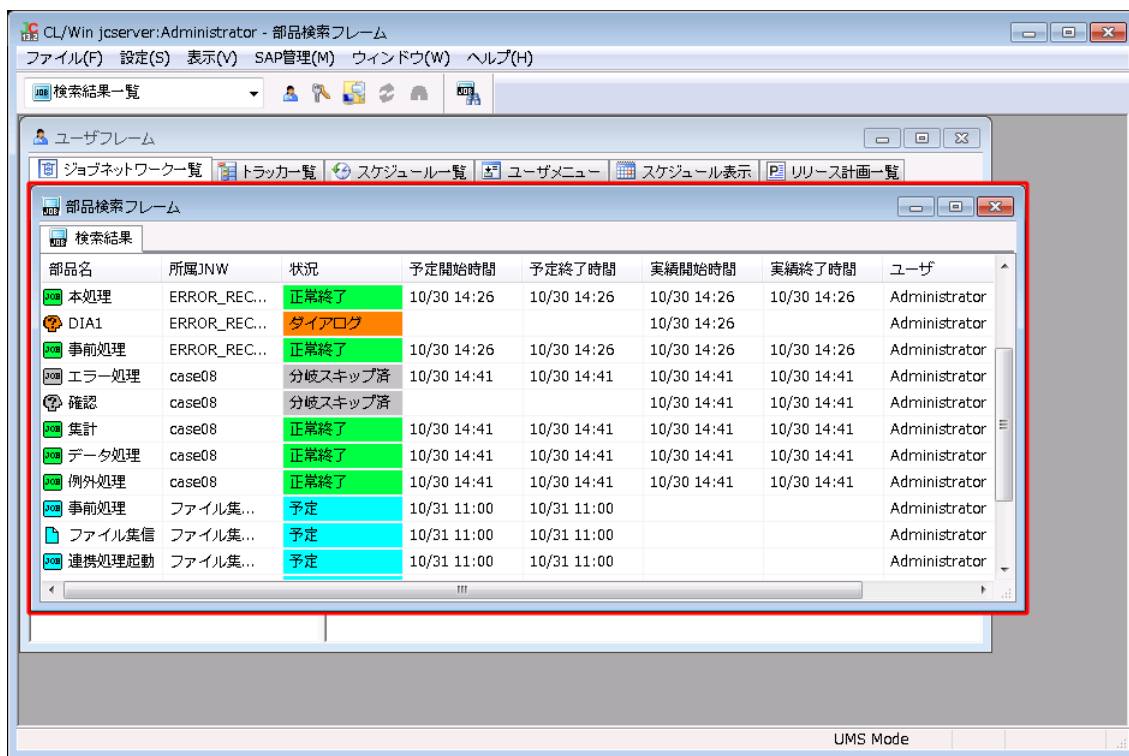 CL/Win jcserver:Administrator - 部品検索フレーム
ファイル(F) 設定(S) 表示(V) SAP管理(M) ウィンドウ(W) ヘルプ(H)
検索結果一覧
ユーザフレーム
ジョブネットワーク一覧 トラッカ一覧 スケジュール一覧 ユーザメニュー スケジュール表示 リリース計画一覧
部品検索フレーム
検索結果
部品名 所属JNW 状況 予定開始時間 予定終了時間 実績開始時間 実績終了時間 ユーザ
本処理 ERROR_REC... 正常終了 10/30 14:26 10/30 14:26 10/30 14:26 10/30 14:26 Administrator
DIA1 ERROR_REC... ダイアログ 10/30 14:26 Administrator
事前処理 ERROR_REC... 正常終了 10/30 14:26 10/30 14:26 10/30 14:26 10/30 14:26 Administrator
エラー処理 case08 分岐スキップ済 10/30 14:41 10/30 14:41 10/30 14:41 10/30 14:41 Administrator
確認 case08 分岐スキップ済 10/30 14:41 10/30 14:41 Administrator
集計 case08 正常終了 10/30 14:41 10/30 14:41 10/30 14:41 10/30 14:41 Administrator
データ処理 case08 正常終了 10/30 14:41 10/30 14:41 10/30 14:41 10/30 14:41 Administrator
例外処理 case08 正常終了 10/30 14:41 10/30 14:41 10/30 14:41 10/30 14:41 Administrator
事前処理 ファイル集... 予定 10/31 11:00 10/31 11:00 Administrator
ファイル集信 ファイル集... 予定 10/31 11:00 10/31 11:00 Administrator
連携処理起動 ファイル集... 予定 10/31 11:00 10/31 11:00 Administrator
UMS Mode